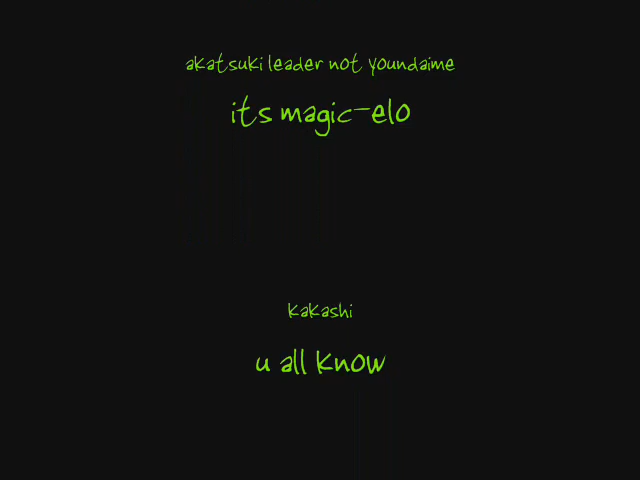 akatsuki leader not youndaime
its magic-elo
kakashi
u all know